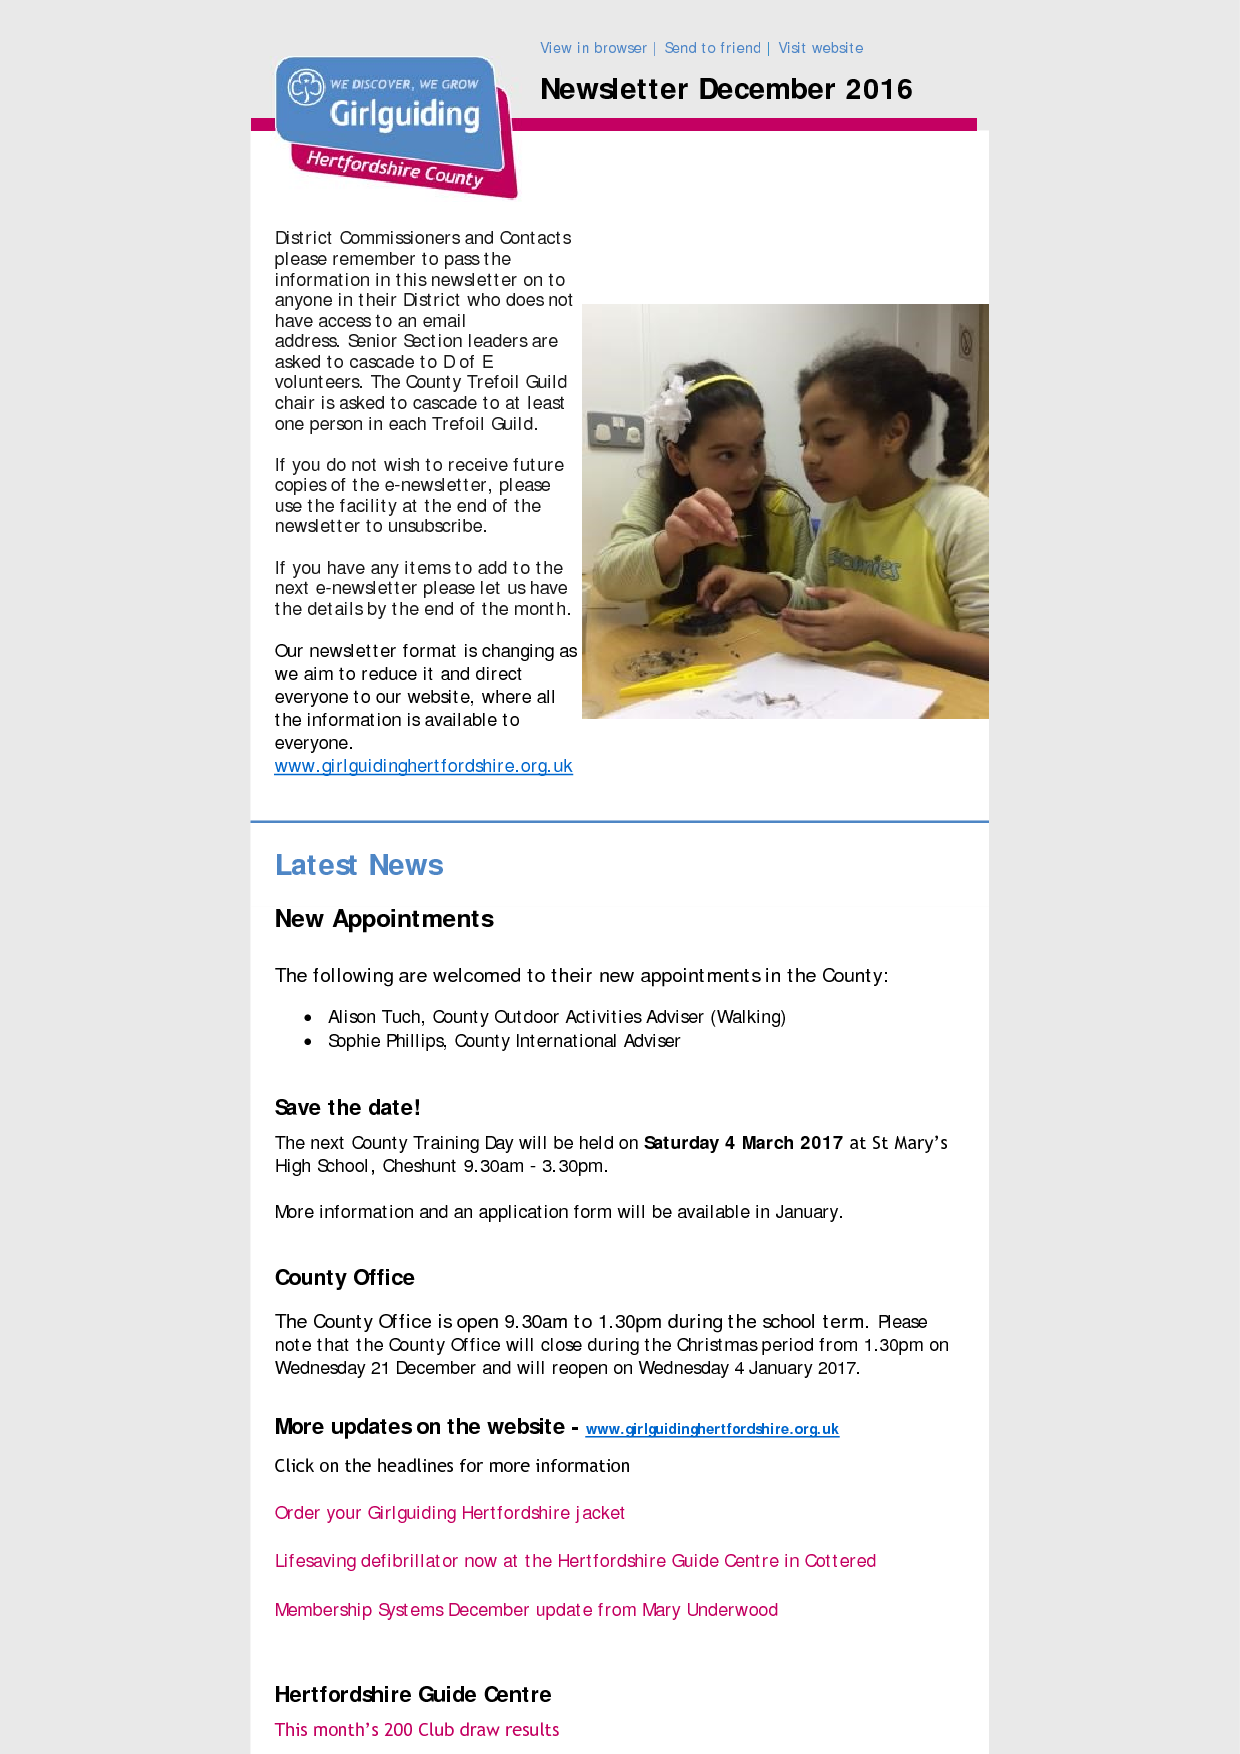 View in browser | Send to friend | Visit website
Newsletter December 2016
WE DISCOVER, WE GROW
Girlguiding
Hertfordshire County
District Commissioners and Contacts
please remember to pass the
information in this newsletter on to
anyone in their District who does not
have access to an email
address. Senior Section leaders are
asked to cascade to D of E
volunteers. The County Trefoil Guild
chair is asked to cascade to at least
one person in each Trefoil Guild.
If you do not wish to receive future
copies of the e-newsletter, please
use the facility at the end of the
newsletter to unsubscribe.
If you have any items to add to the
next e-newsletter please let us have
the details by the end of the month.
Our newsletter format is changing as
we aim to reduce it and direct
everyone to our website, where all
the information is available to
everyone.
www.girlguidinghertfordshire.org.uk
Brownies
Latest News
New Appointments
The following are welcomed to their new appointments in the County:
• Alison Tuch, County Outdoor Activities Adviser (Walking)
• Sophie Phillips, County International Adviser
Save the date!
The next County Training Day will be held on Saturday 4 March 2017 at St Mary's
High School, Cheshunt 9.30am - 3.30pm.
More information and an application form will be available in January.
County Office
The County Office is open 9.30am to 1.30pm during the school term. Please
note that the County Office will close during the Christmas period from 1.30pm on
Wednesday 21 December and will reopen on Wednesday 4 January 2017.
More updates on the website - www.girlguidinghertfordshire.org.uk
Click on the headlines for more information
Order your Girlguiding Hertfordshire jacket
Lifesaving defibrillator now at the Hertfordshire Guide Centre in Cottered
Membership Systems December update from Mary Underwood
Hertfordshire Guide Centre
This month's 200 Club draw results